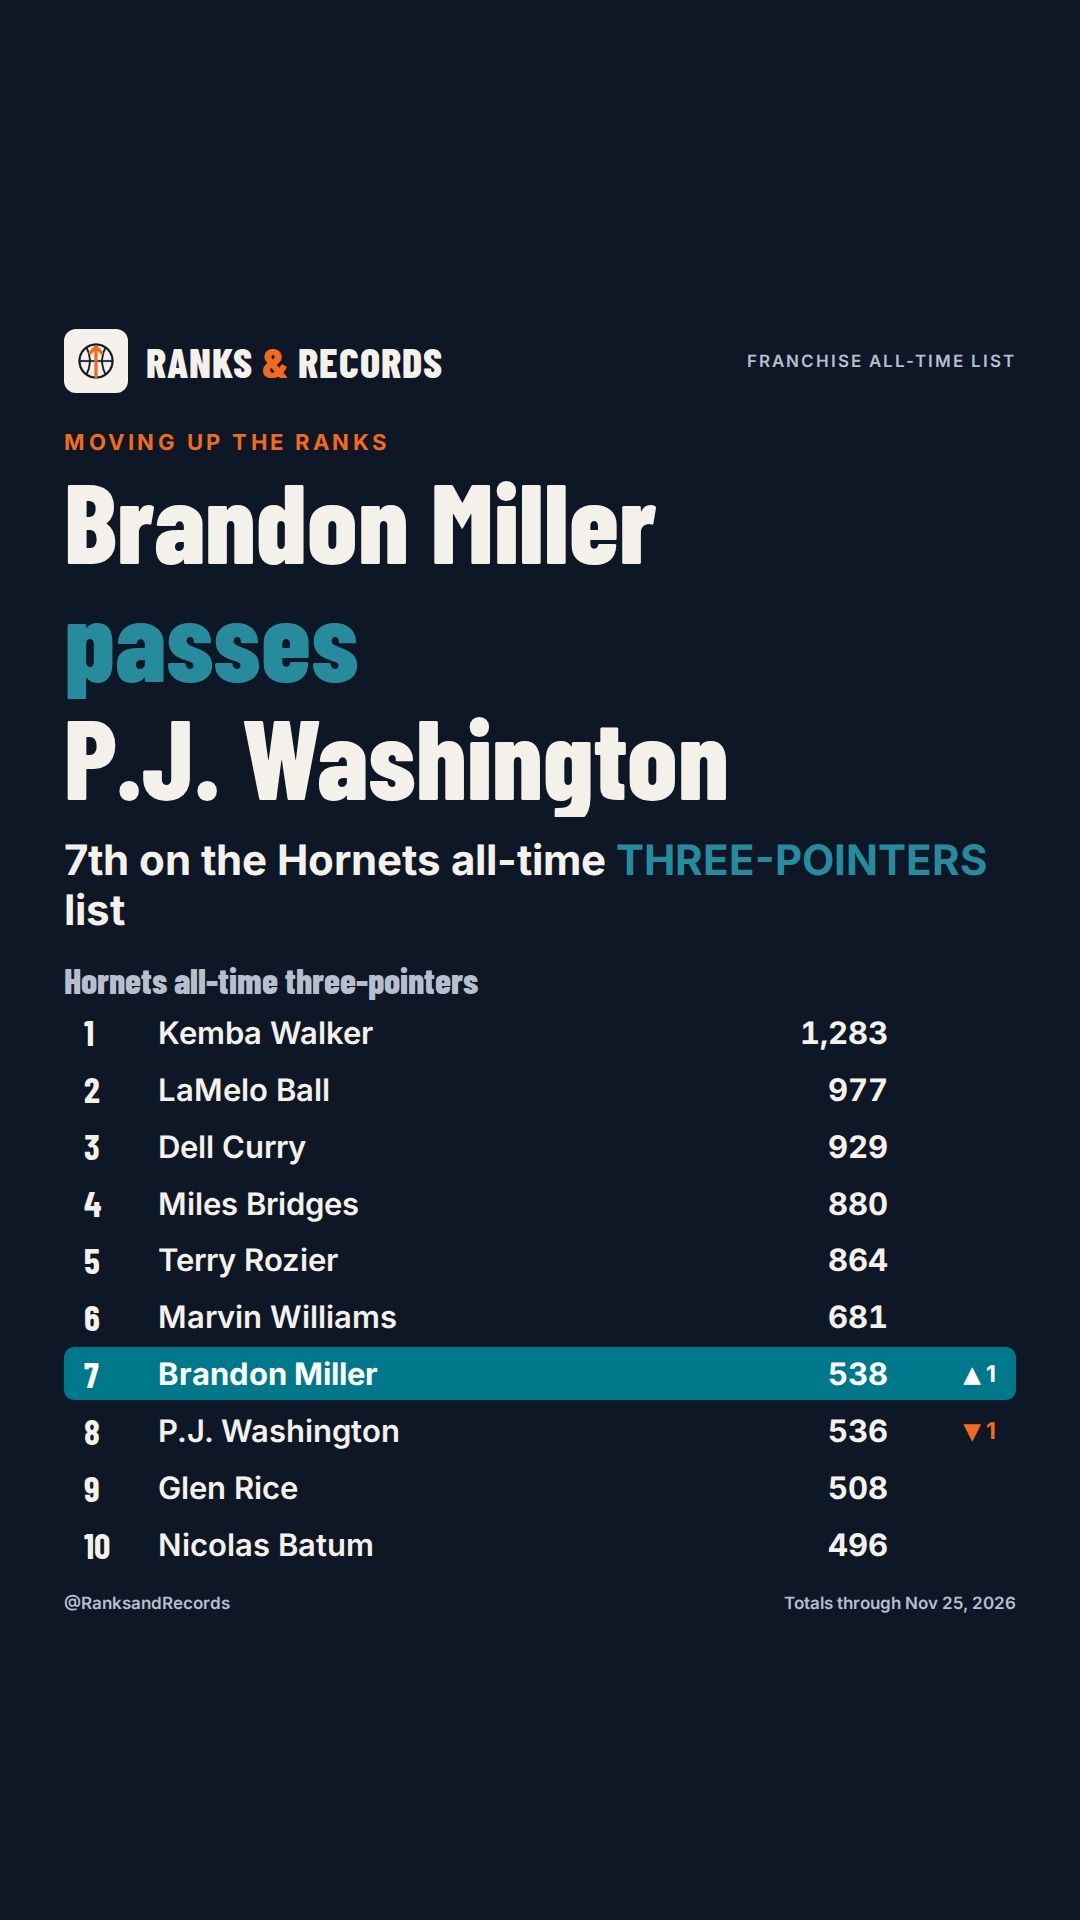 RANKS & RECORDS
FRANCHISE ALL-TIME LIST
MOVING UP THE RANKS
Brandon Miller
passes
P.J. Washington
7th on the Hornets all-time THREE-POINTERS
list
Hornets all-time three-pointers
1 Kemba Walker 1,283
2 LaMelo Ball 977
3 Dell Curry 929
4 Miles Bridges 880
5 Terry Rozier 864
6 Marvin Williams 681
7 Brandon Miller 538 ▲1
8 P.J. Washington 536 ▼1
9 Glen Rice 508
10 Nicolas Batum 496
@RanksandRecords
Totals through Nov 25, 2026